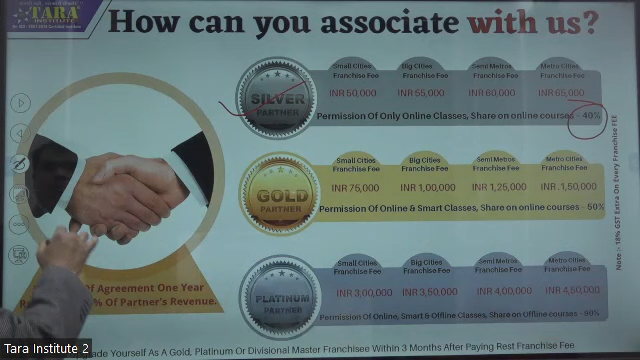 TARA
INSTITUTE
How can you associate with us?
Small Cities Franchise Fee
Big Cities Franchise Fee
Semi Metros Franchise Fee
Metro Cities Franchise Fee
INR 50,000
INR 55,000
INR 60,000
INR 65,000
SILVER
PARTNER
Permission Of Only Online Classes, Share on online courses - 40%
Small Cities Franchise Fee
Big Cities Franchise Fee
Semi Metros Franchise Fee
Metro Cities Franchise Fee
INR 75,000
INR 1,00,000
INR 1,25,000
INR .1,50,000
GOLD
PARTNER
Permission Of Online & Smart Classes, Share on online courses - 50%
Small Cities Franchise Fee
Big Cities Franchise Fee
Semi Metros Franchise Fee
Metro Cities Franchise Fee
INR 3,00,000
INR 3,50,000
INR 4,00,000
INR 4,50,000
PLATINUM
PARTNER
Permission Of Online, Smart & Offline Classes, Share on Offline courses - 80%
Note :- 18% GST Extra On Every Franchise FEE
Of Agreement One Year
% Of Partner's Revenue.
ade Yourself As A Gold, Platinum Or Divisional Master Franchisee Within 3 Months After Paying Rest Franchise Fee
Tara Institute 2